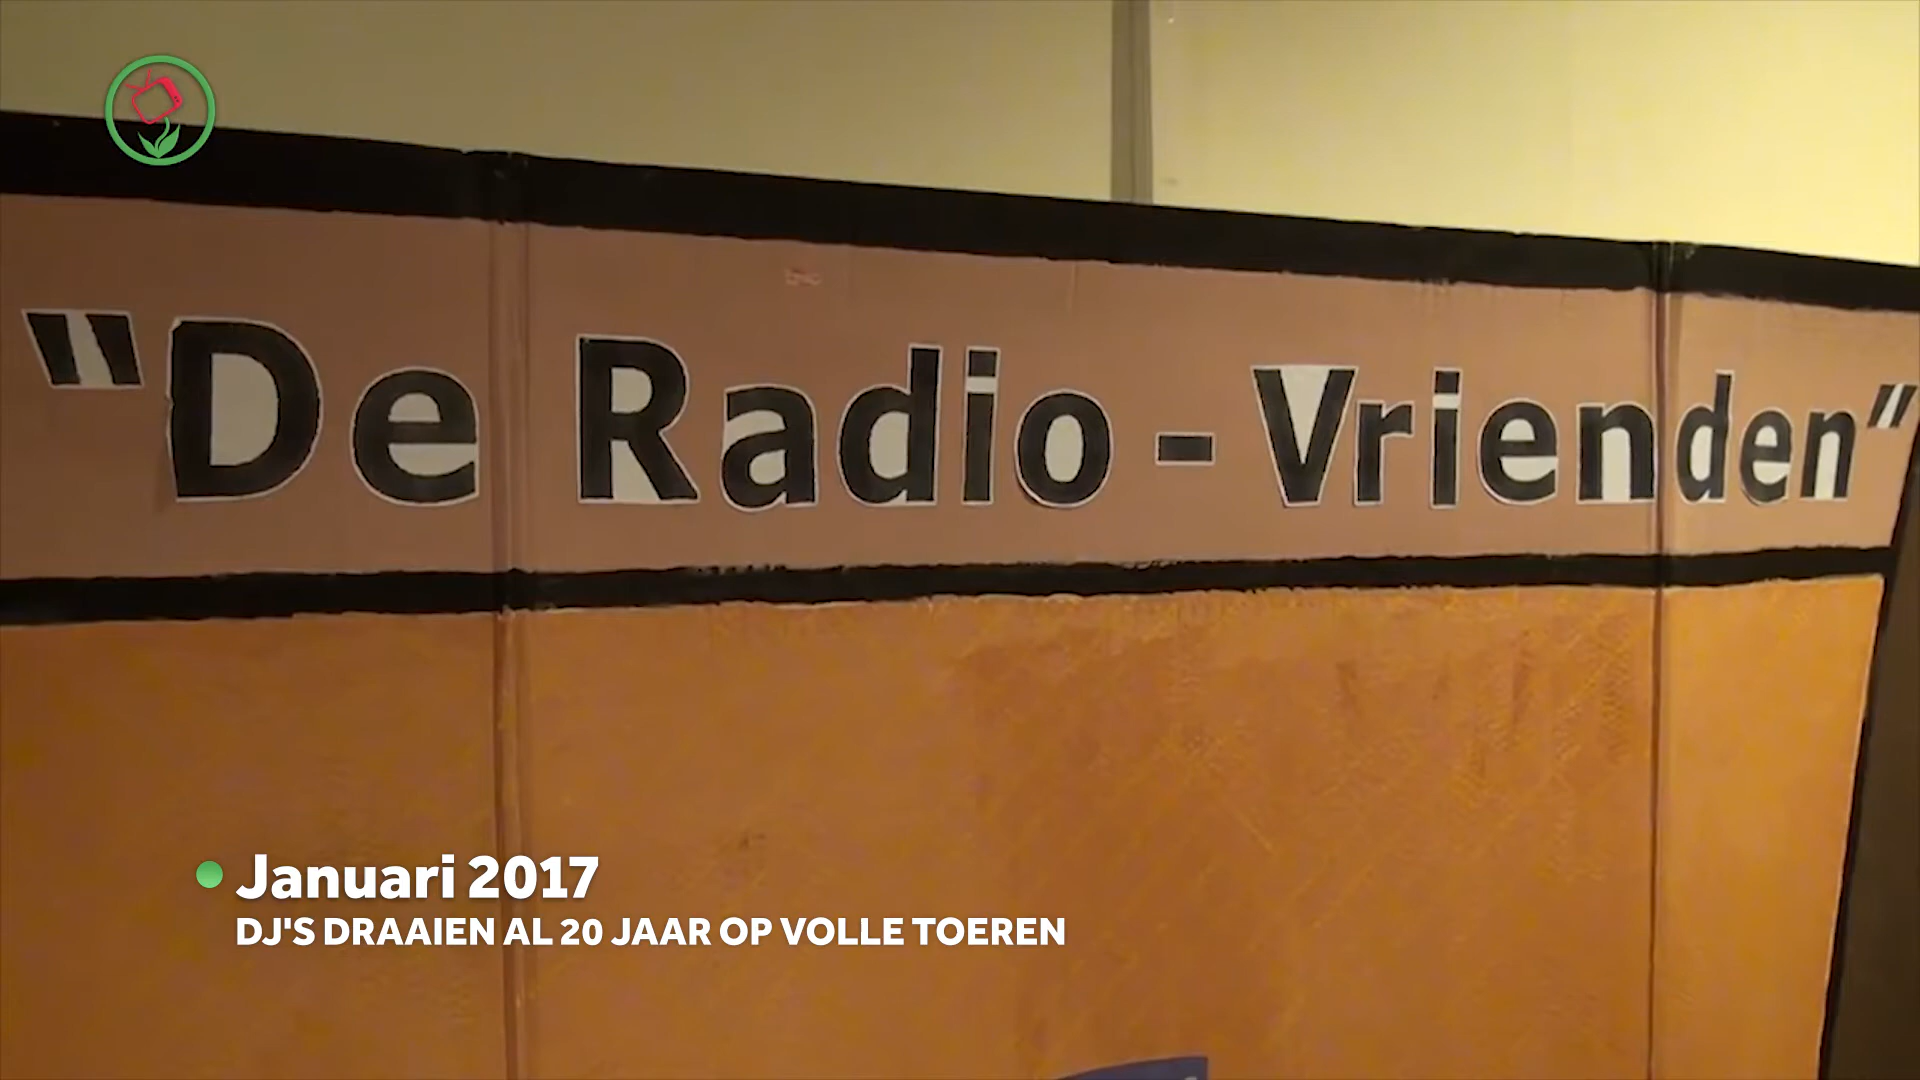 "De Radio - Vrienden"
Januari 2017
DJ'S DRAAIEN AL 20 JAAR OP VOLLE TOEREN